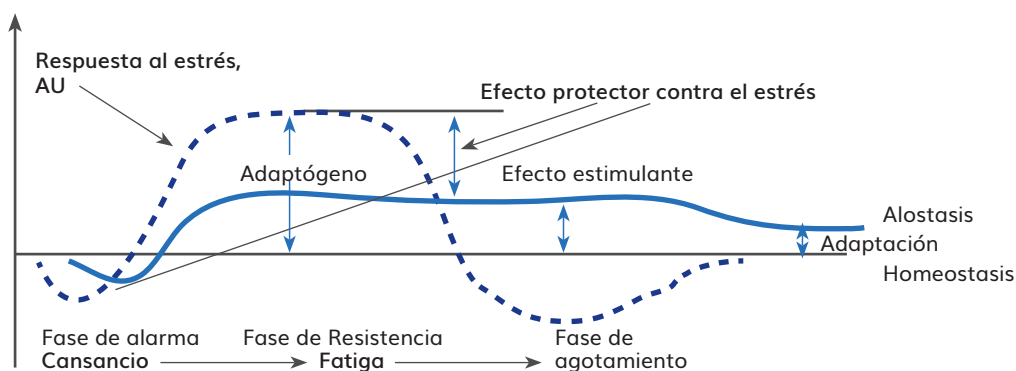 Respuesta al estrés,
AU
Efecto protector contra el estrés
Adaptógeno
Efecto estimulante
Alostasis
Adaptación
Homeostasis
Fase de alarma
Cansancio
Fase de Resistencia
Fatiga
Fase de
agotamiento